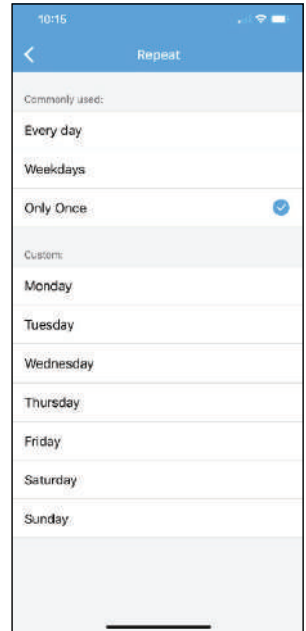 10:15
Repeat
Commonly used:
Every day
Weekdays
Only Once
Custom:
Monday
Tuesday
Wednesday
Thursday
Friday
Saturday
Sunday